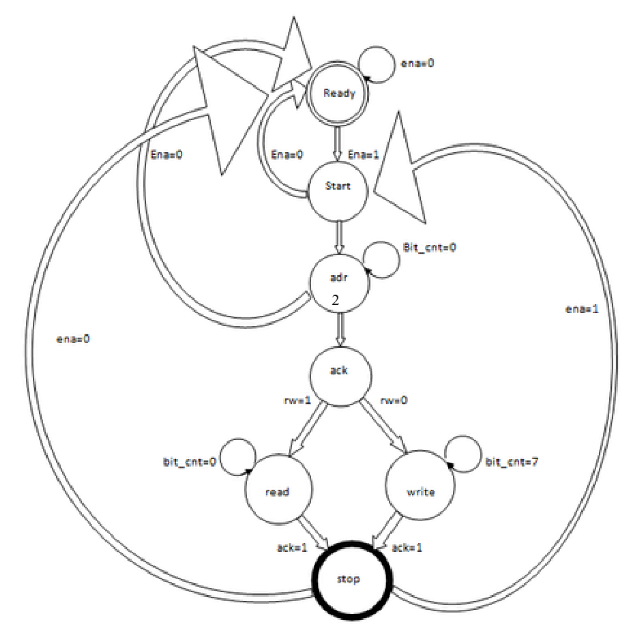 ena=0
Ready
Ena=0
Ena=0
Ena=1
Start
Bit_cnt=0
adr
2
ena=1
ena=0
ack
rw=1
rw=0
bit_cnt=0
bit_cnt=7
read
write
ack=1
ack=1
stop